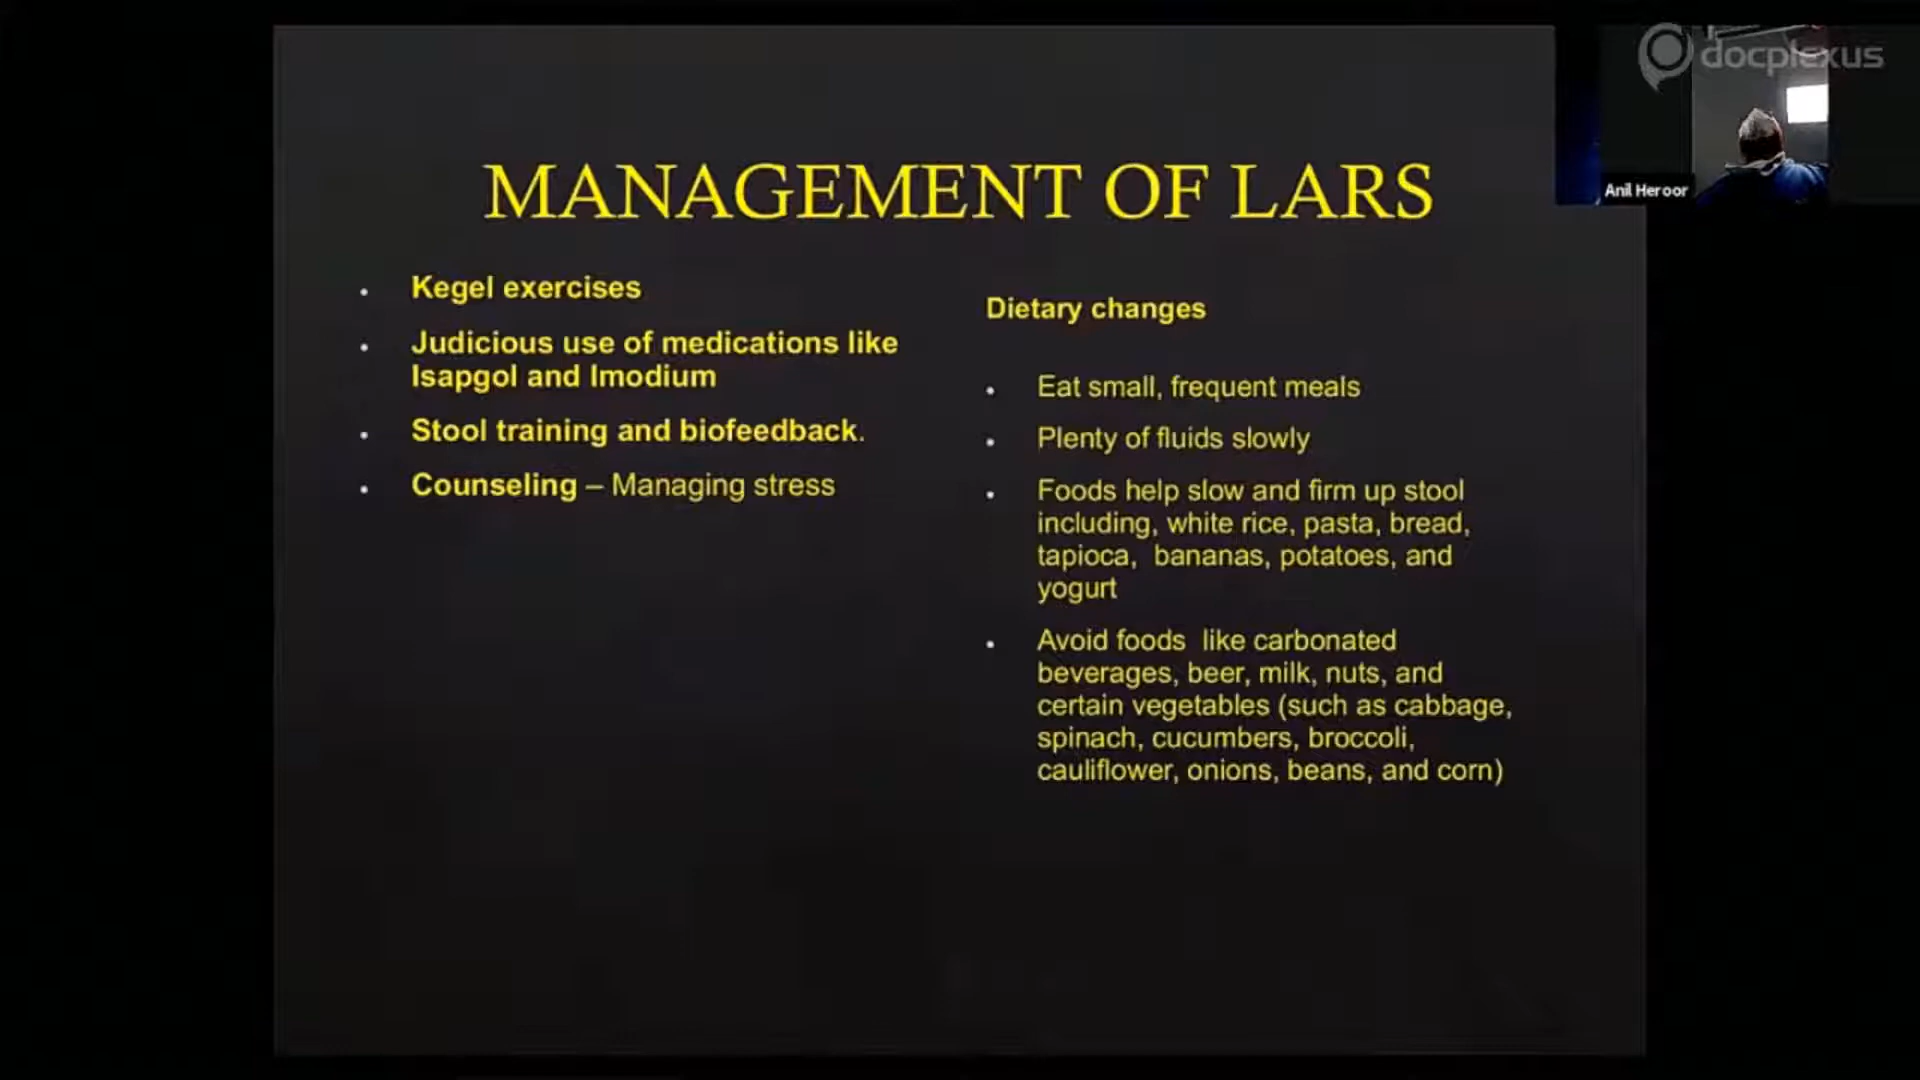 docplexus
Anil Heroor
MANAGEMENT OF LARS
Kegel exercises
Judicious use of medications like
Isapgol and Imodium
Stool training and biofeedback.
Counseling – Managing stress
Dietary changes
Eat small, frequent meals
Plenty of fluids slowly
Foods help slow and firm up stool
including, white rice, pasta, bread,
tapioca,  bananas, potatoes, and
yogurt
Avoid foods  like carbonated
beverages, beer, milk, nuts, and
certain vegetables (such as cabbage,
spinach, cucumbers, broccoli,
cauliflower, onions, beans, and corn)